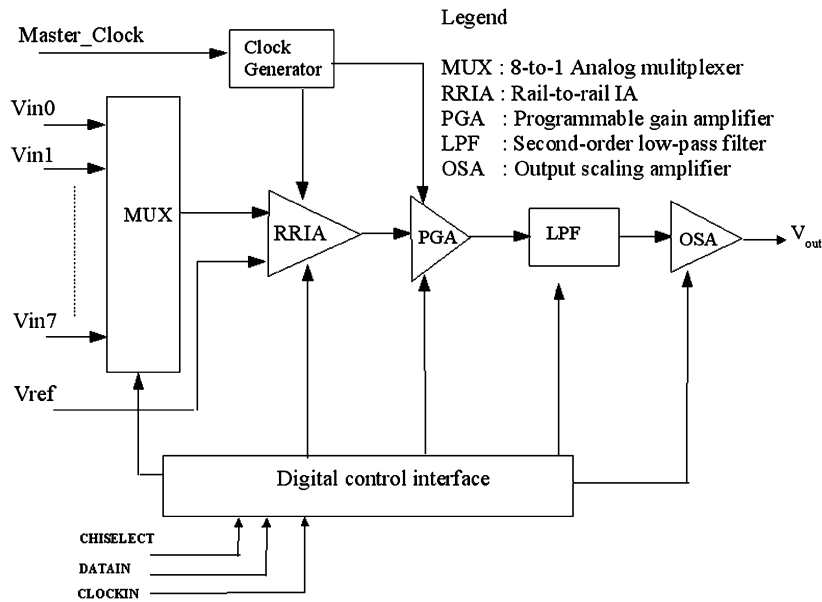 Legend
Master_Clock
Clock
Generator
MUX : 8-to-1 Analog mulitplexer
RRIA : Rail-to-rail IA
PGA : Programmable gain amplifier
LPF : Second-order low-pass filter
OSA : Output scaling amplifier
Vin0
Vin1
MUX
RRIA
PGA
LPF
OSA
Vout
Vin7
Vref
Digital control interface
CHISELECT
DATAIN
CLOCKIN